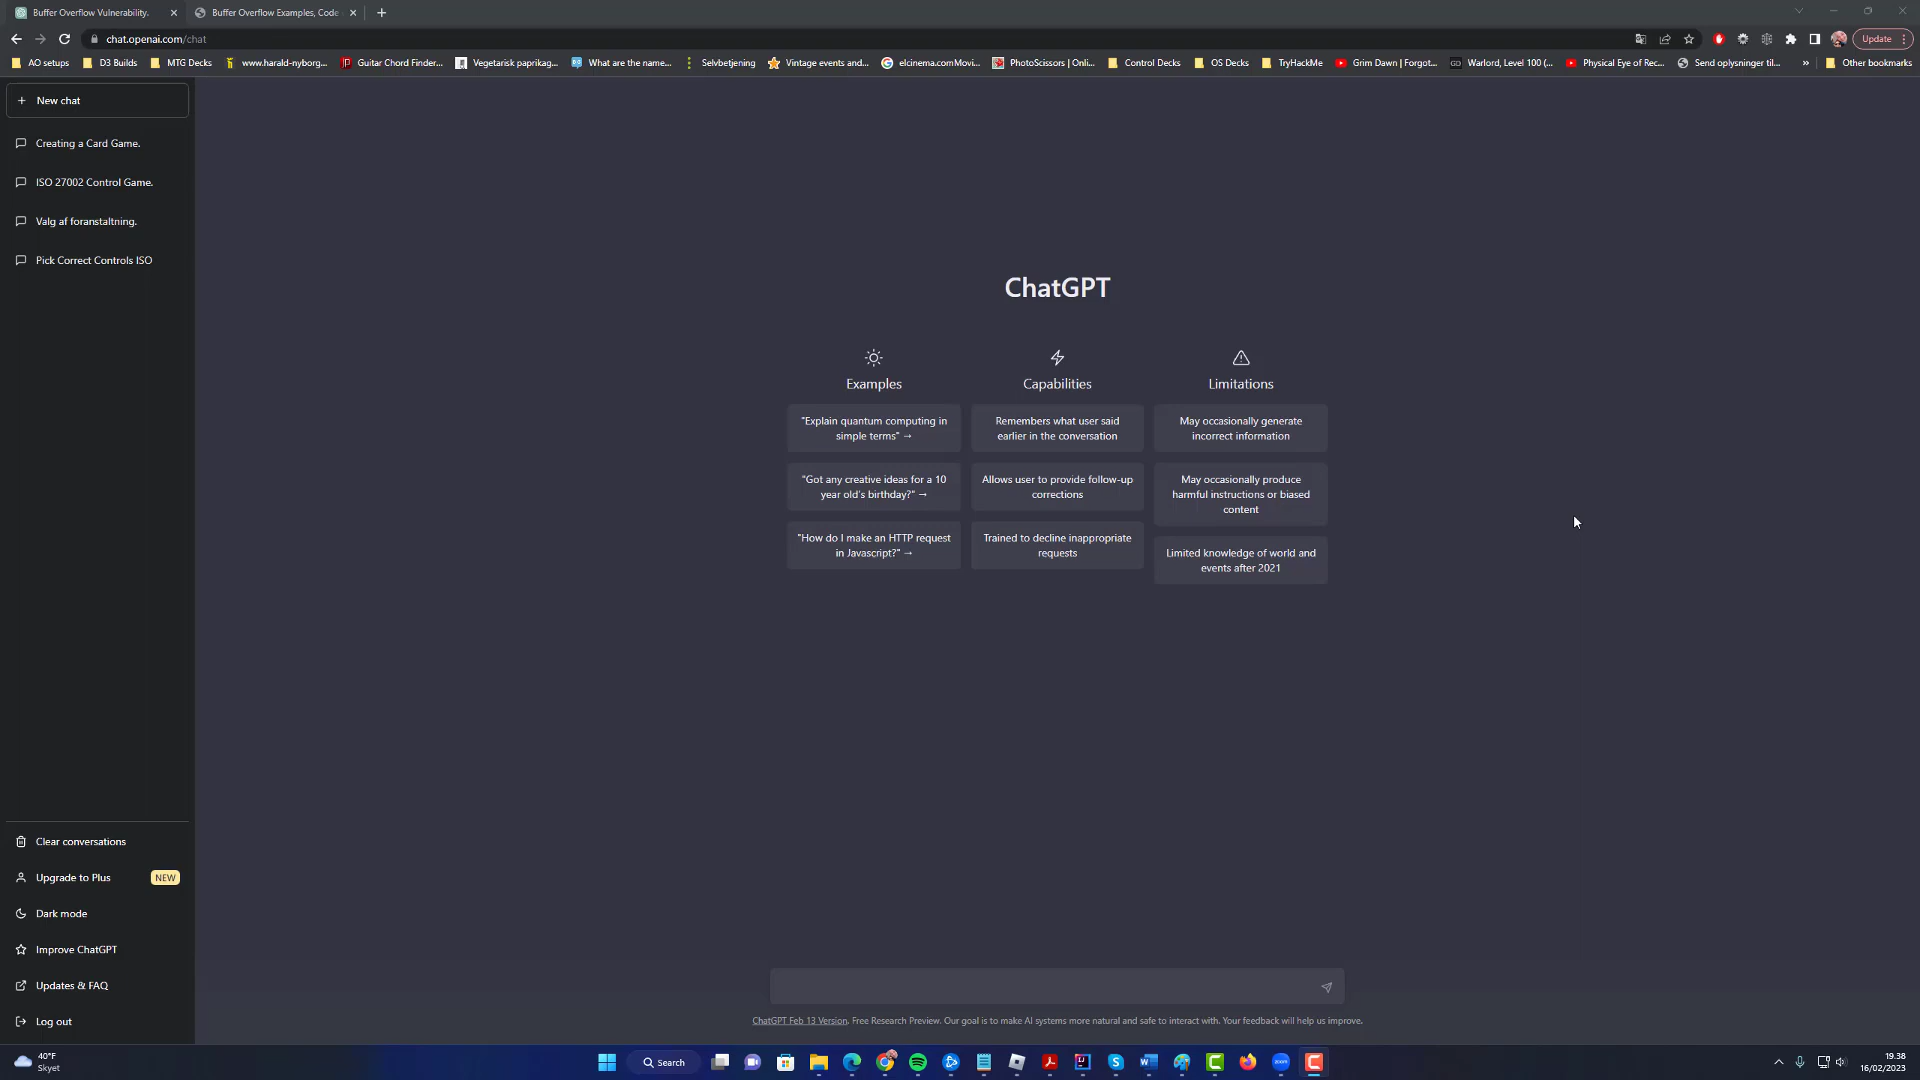 Buffer Overflow Vulnerability.
Buffer Overflow Examples, Code
chat.openai.com/chat
Update
AO setups
D3 Builds
MTG Decks
www.harald-nyborg...
Guitar Chord Finder...
Vegetarisk paprikag...
What are the name...
Selvbetjening
Vintage events and...
elcinema.comMovi...
PhotoScissors | Onli...
Control Decks
OS Decks
TryHackMe
Grim Dawn | Forgot...
Warlord, Level 100 (...
Physical Eye of Rec...
Send oplysninger til...
»
Other bookmarks
New chat
Creating a Card Game.
ISO 27002 Control Game.
Valg af foranstaltning.
Pick Correct Controls ISO
ChatGPT
Examples
"Explain quantum computing in
simple terms" →
"Got any creative ideas for a 10
year old's birthday?" →
"How do I make an HTTP request
in Javascript?" →
Capabilities
Remembers what user said
earlier in the conversation
Allows user to provide follow-up
corrections
Trained to decline inappropriate
requests
Limitations
May occasionally generate
incorrect information
May occasionally produce
harmful instructions or biased
content
Limited knowledge of world and
events after 2021
Clear conversations
Upgrade to Plus
NEW
Dark mode
Improve ChatGPT
Updates & FAQ
Log out
ChatGPT Feb 13 Version. Free Research Preview. Our goal is to make AI systems more natural and safe to interact with. Your feedback will help us improve.
40°F
Skyet
Search
19.38
16/02/2023